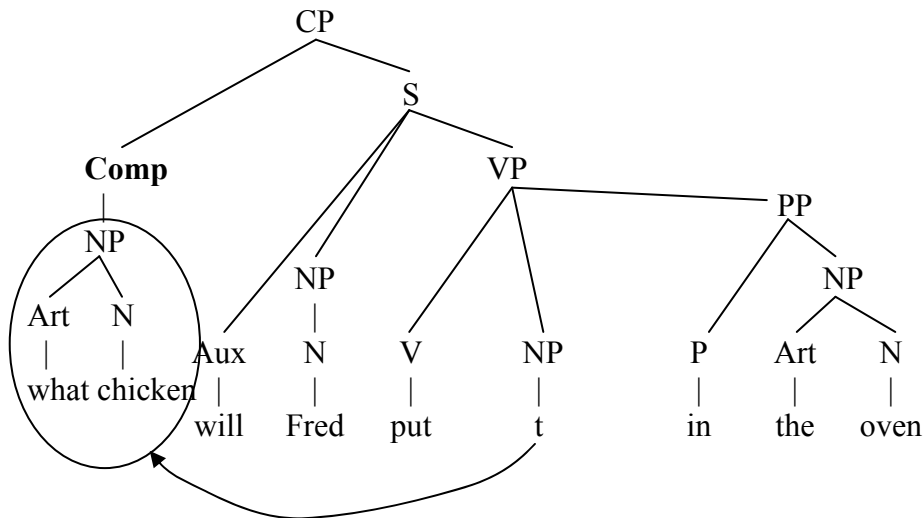 CP
S
Comp
VP
PP
NP
NP
NP
Art N
Aux N V NP P Art N
what chicken
will Fred put t in the oven